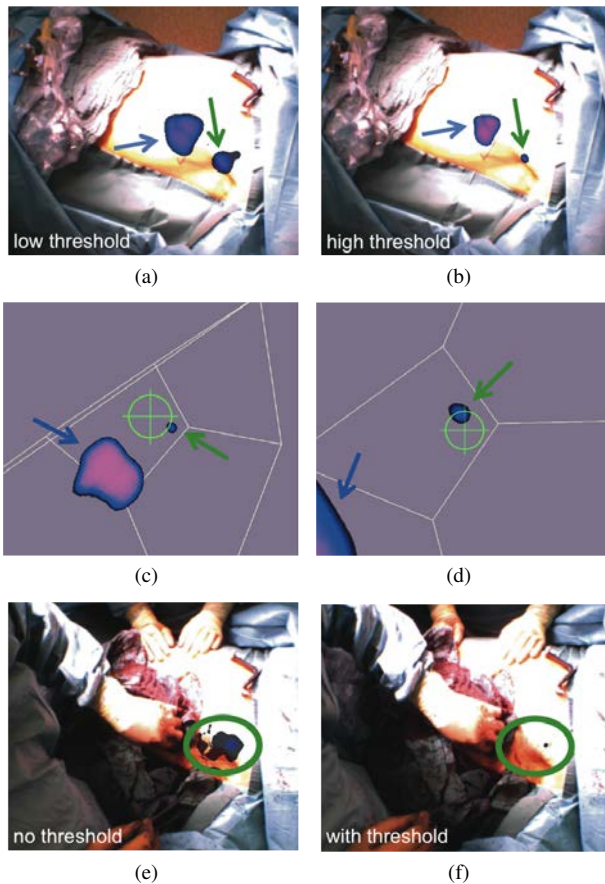 low threshold
high threshold
(a)
(b)
(c)
(d)
no threshold
with threshold
(e)
(f)